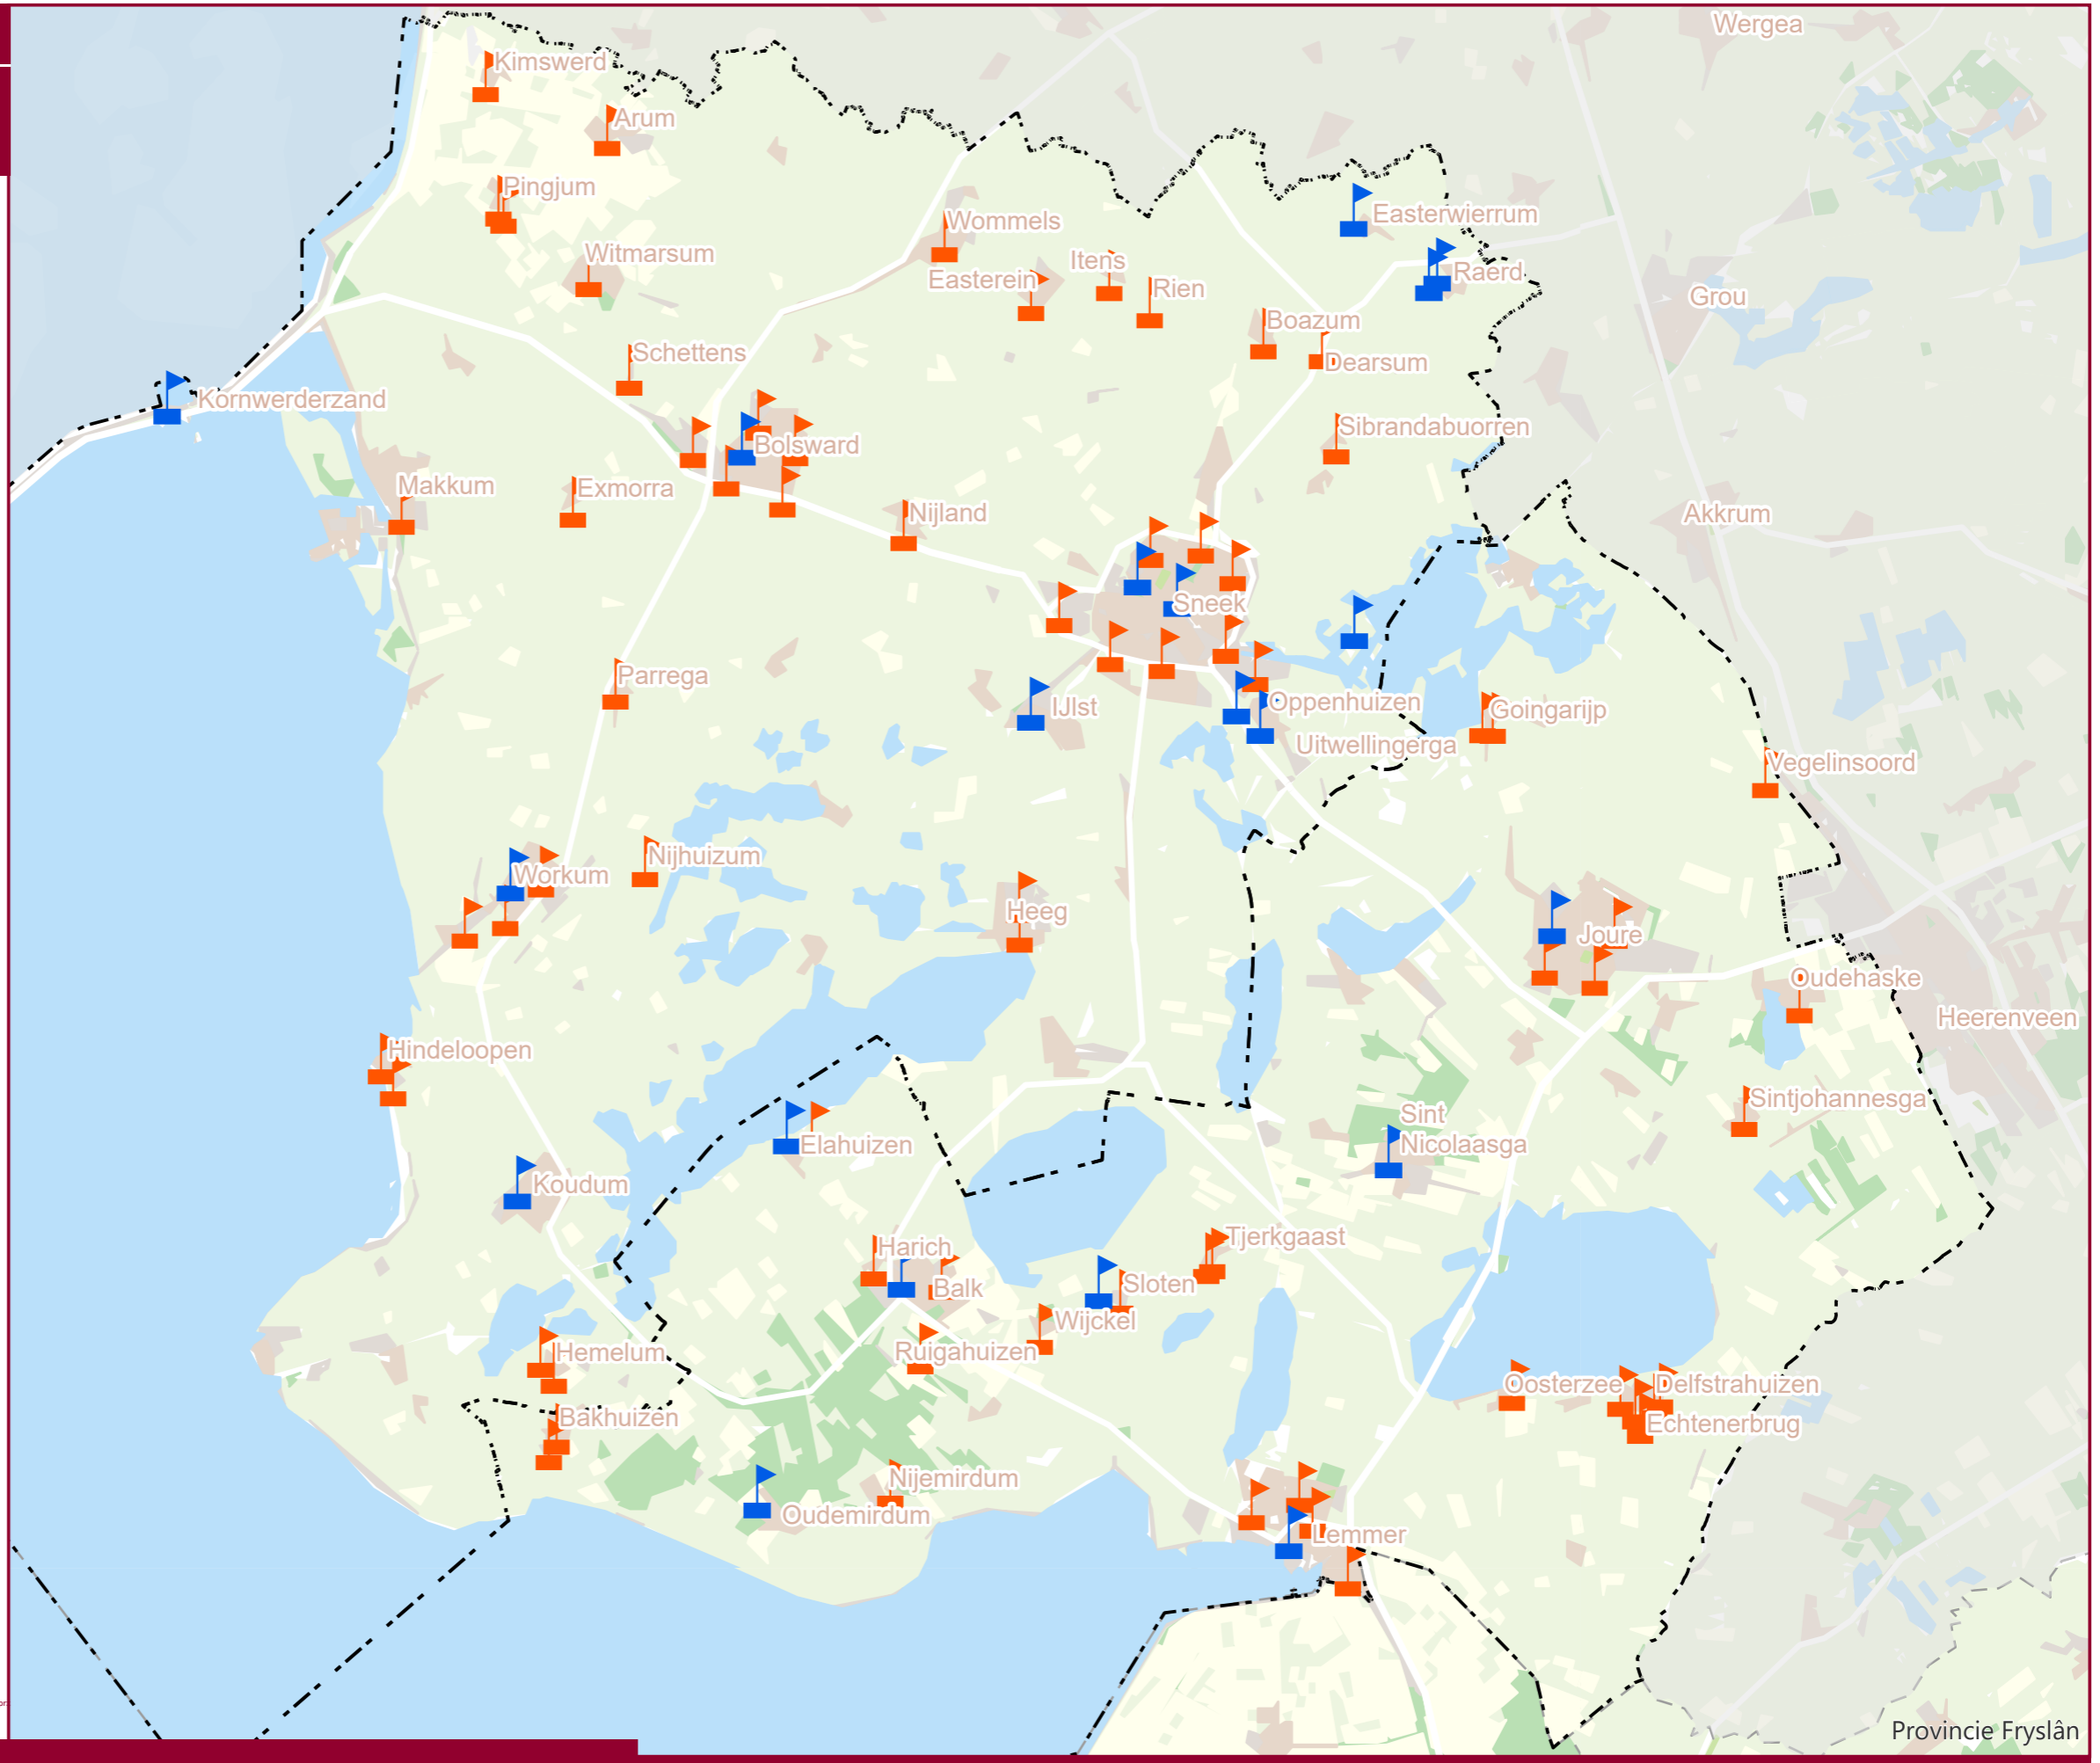 Wergea
Kimswerd
Arum
Pingjum
Easterwierrum
Wommels
Witmarsum
Itens
Raerd
Easterein
Rien
Grou
Boazum
Schettens
Dearsum
Kornwerderzand
Sibrandabuorren
Bolsward
Makkum
Exmorra
Nijland
Akkrum
Sneek
Parrega
Oppenhuizen
IJlst
Goingarijp
Uitwellingerga
Vegelinsoord
Nijhuizum
Workum
Heeg
Joure
Oudehaske
Heerenveen
Hindeloopen
Sintjohannesga
Sint
Nicolaasga
Elahuizen
Koudum
Tjerkgaast
Harich
Sloten
Balk
Wijckel
Ruigahuizen
Hemelum
Oosterzee
Delfstrahuizen
Bakhuizen
Echtenerbrug
Nijemirdum
Oudemirdum
Lemmer
Provincie Fryslân